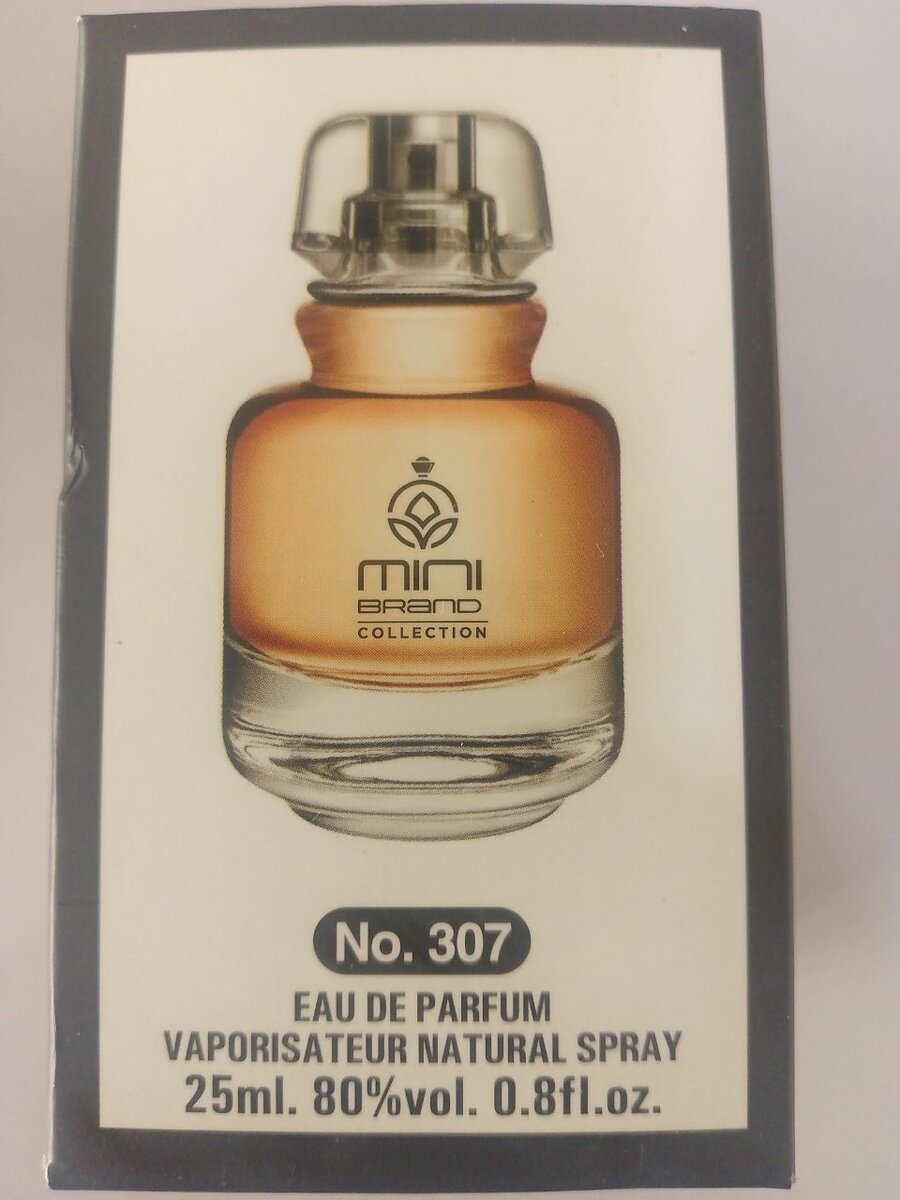 mini
BRAND
COLLECTION
No. 307
EAU DE PARFUM
VAPORISATEUR NATURAL SPRAY
25ml. 80%vol. 0.8fl.oz.